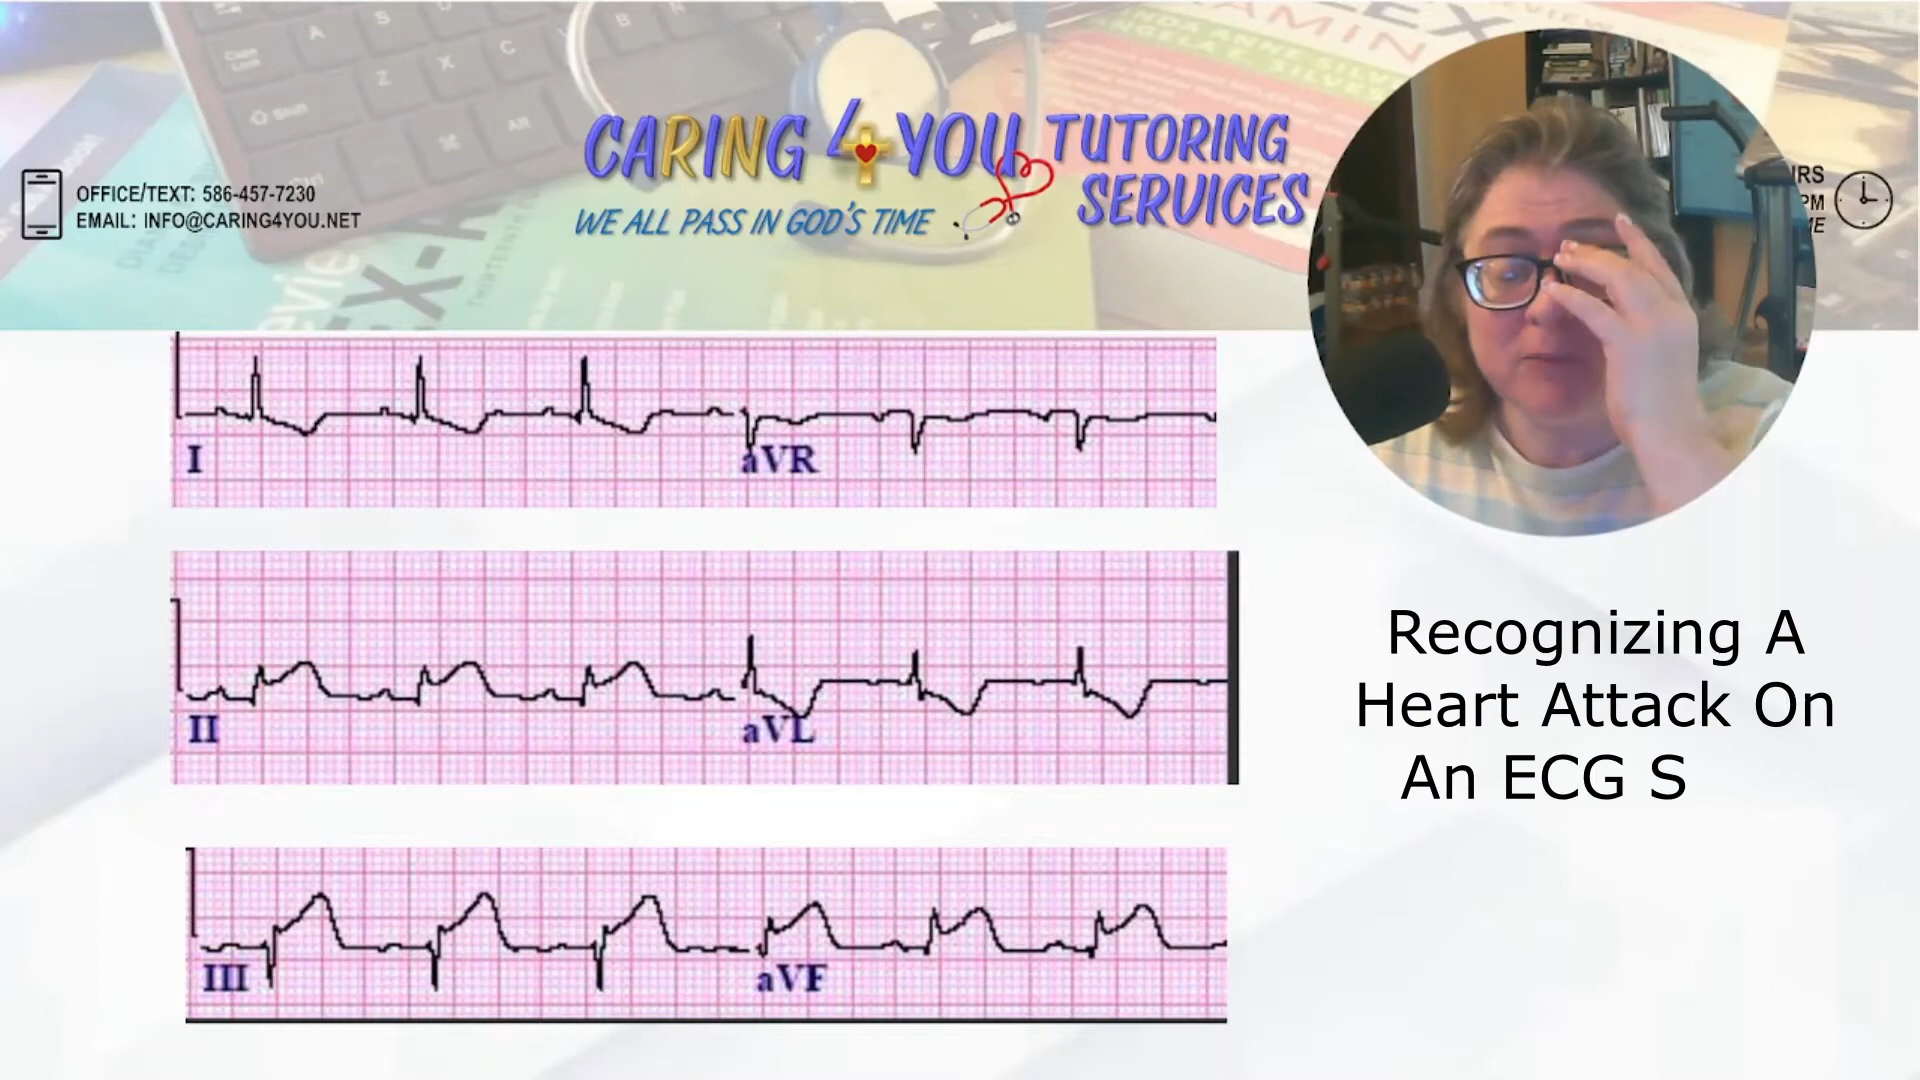 OFFICE/TEXT: 586-457-7230
EMAIL: INFO@CARING4YOU.NET
CARING 4 YOU TUTORING
SERVICES
WE ALL PASS IN GOD'S TIME
I
aVR
II
aVL
III
aVF
Recognizing A
Heart Attack On
An ECG S